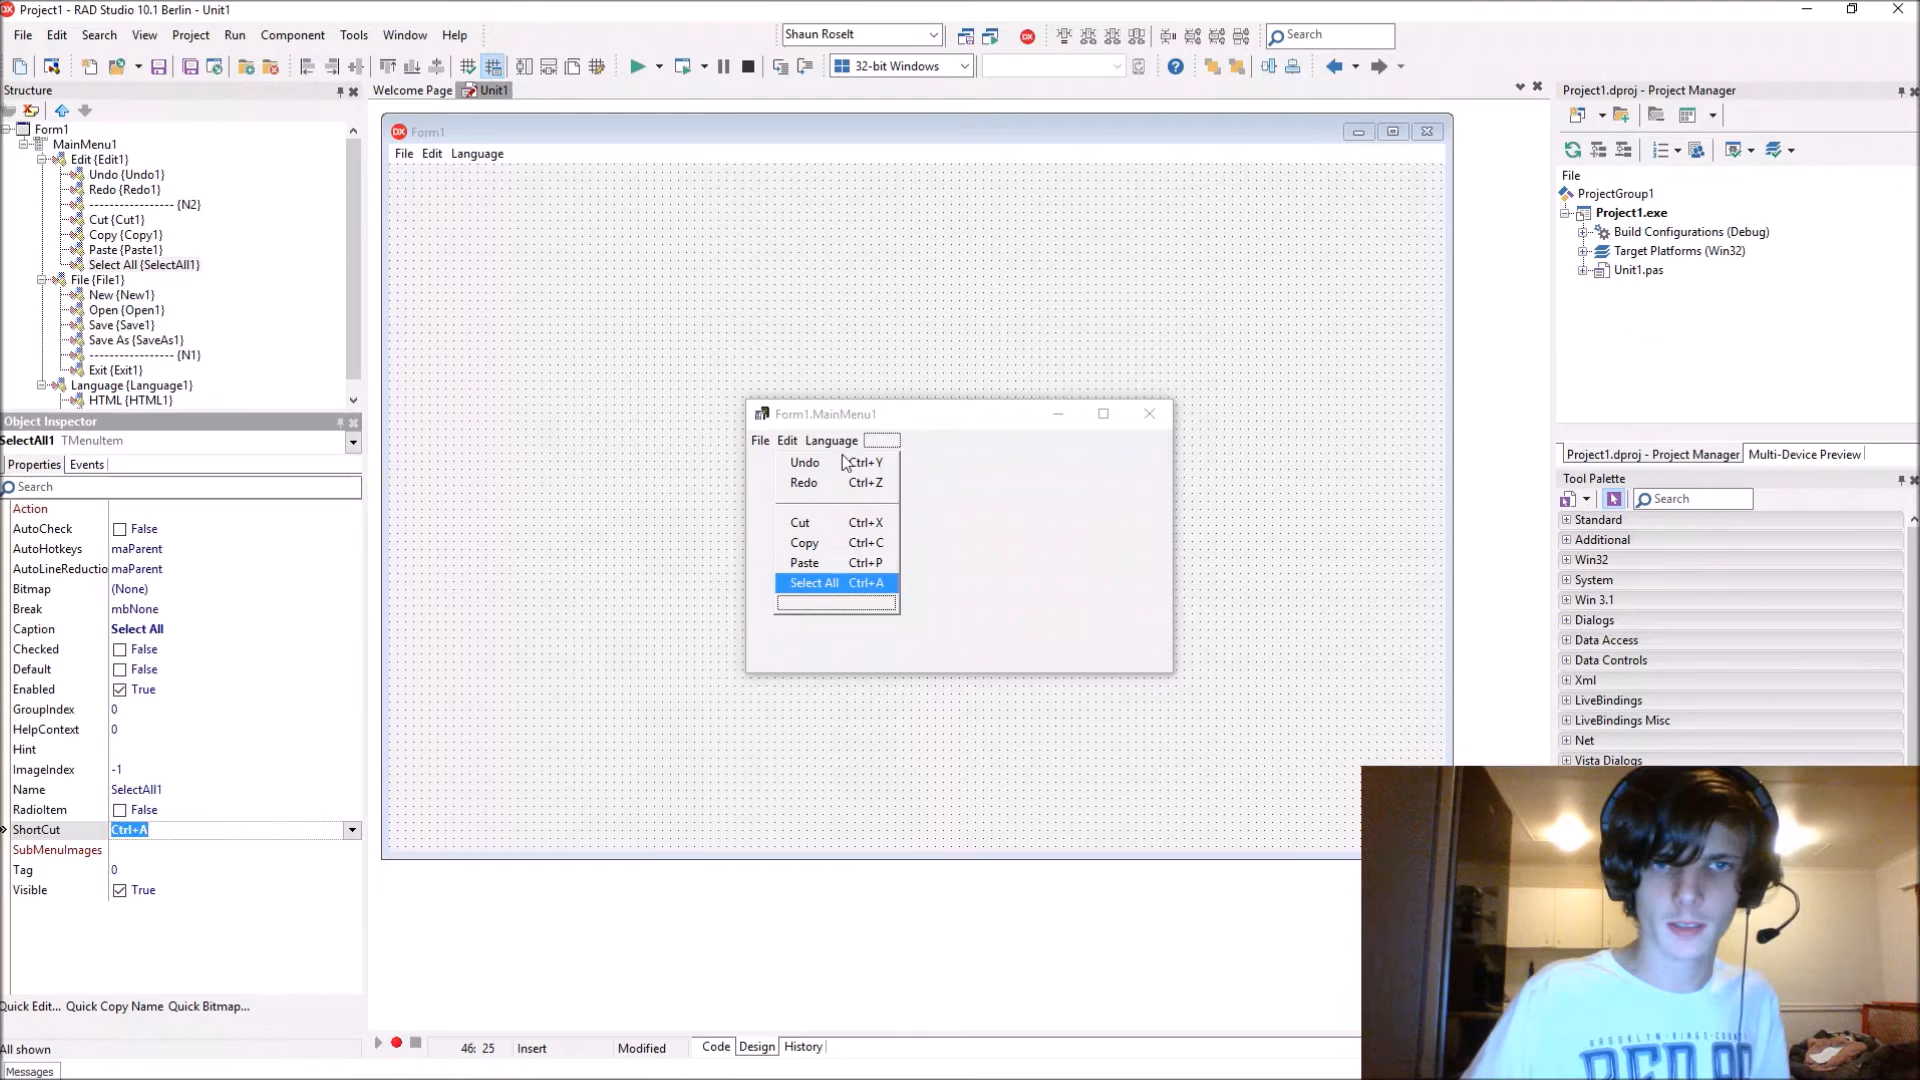 Project1 - RAD Studio 10.1 Berlin - Unit1
File Edit Search View Project Run Component Tools Window Help
Shaun Roselt
Search
32-bit Windows
Structure
Welcome Page Unit1
Form1
MainMenu1
Edit {Edit1}
Undo {Undo1}
Redo {Redo1}
----------------- {N2}
Cut {Cut1}
Copy {Copy1}
Paste {Paste1}
Select All {SelectAll1}
File {File1}
New {New1}
Open {Open1}
Save {Save1}
Save As {SaveAs1}
----------------- {N1}
Exit {Exit1}
Language {Language1}
HTML {HTML1}
Object Inspector
SelectAll1 TMenuItem
Properties Events
Search
Action
AutoCheck False
AutoHotkeys maParent
AutoLineReductio maParent
Bitmap (None)
Break mbNone
Caption Select All
Checked False
Default False
Enabled True
GroupIndex 0
HelpContext 0
Hint
ImageIndex -1
Name SelectAll1
RadioItem False
ShortCut Ctrl+A
SubMenuImages
Tag 0
Visible True
Quick Edit... Quick Copy Name Quick Bitmap...
All shown
Messages
Form1
File Edit Language
Form1.MainMenu1
File Edit Language
Undo Ctrl+Y
Redo Ctrl+Z
Cut Ctrl+X
Copy Ctrl+C
Paste Ctrl+P
Select All Ctrl+A
46: 25 Insert Modified Code Design History
Project1.dproj - Project Manager
File
ProjectGroup1
Project1.exe
Build Configurations (Debug)
Target Platforms (Win32)
Unit1.pas
Project1.dproj - Project Manager Multi-Device Preview
Tool Palette
Search
Standard
Additional
Win32
System
Win 3.1
Dialogs
Data Access
Data Controls
Xml
LiveBindings
LiveBindings Misc
Net
Vista Dialogs
BROOKLYN-KINGS-COUNTY